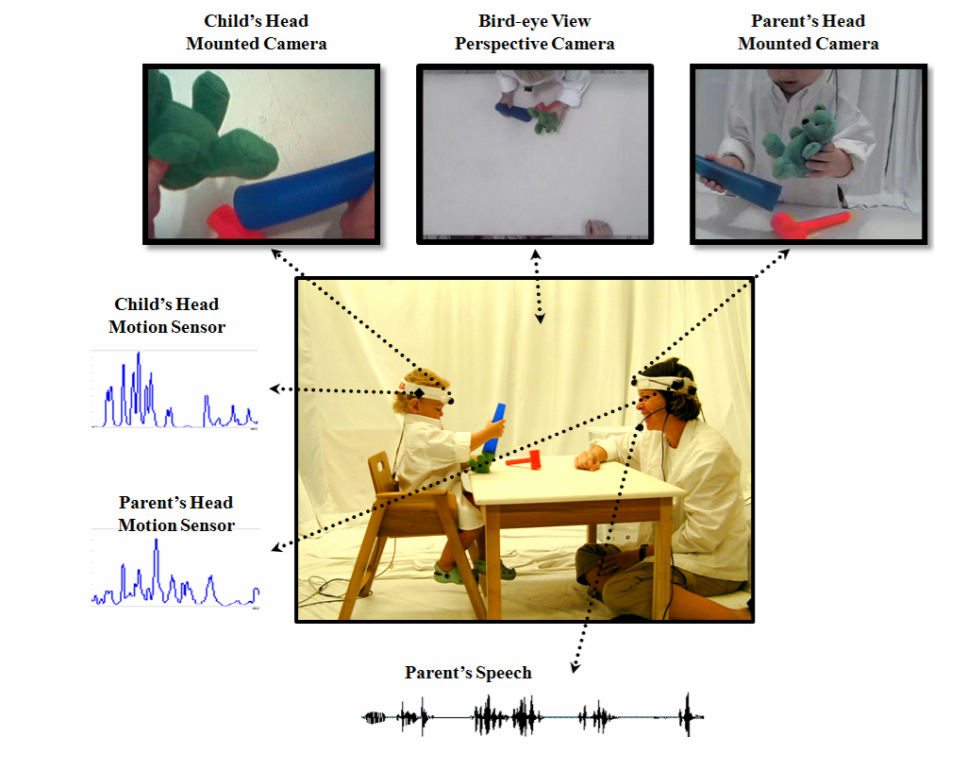 Child's Head
Mounted Camera
Bird-eye View
Perspective Camera
Parent's Head
Mounted Camera
Child's Head
Motion Sensor
Parent's Head
Motion Sensor
Parent's Speech